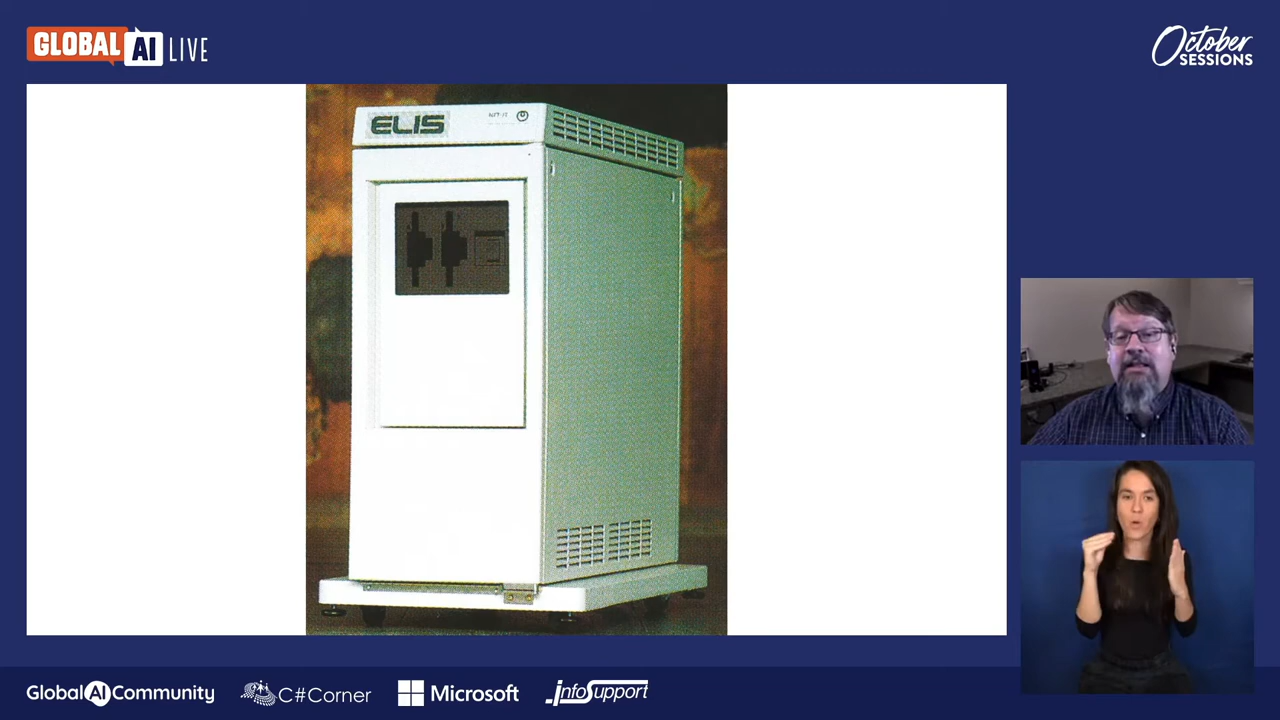 GLOBAL AI LIVE
October
SESSIONS
ELIS
Global AI Community
C#Corner
Microsoft
InfoSupport